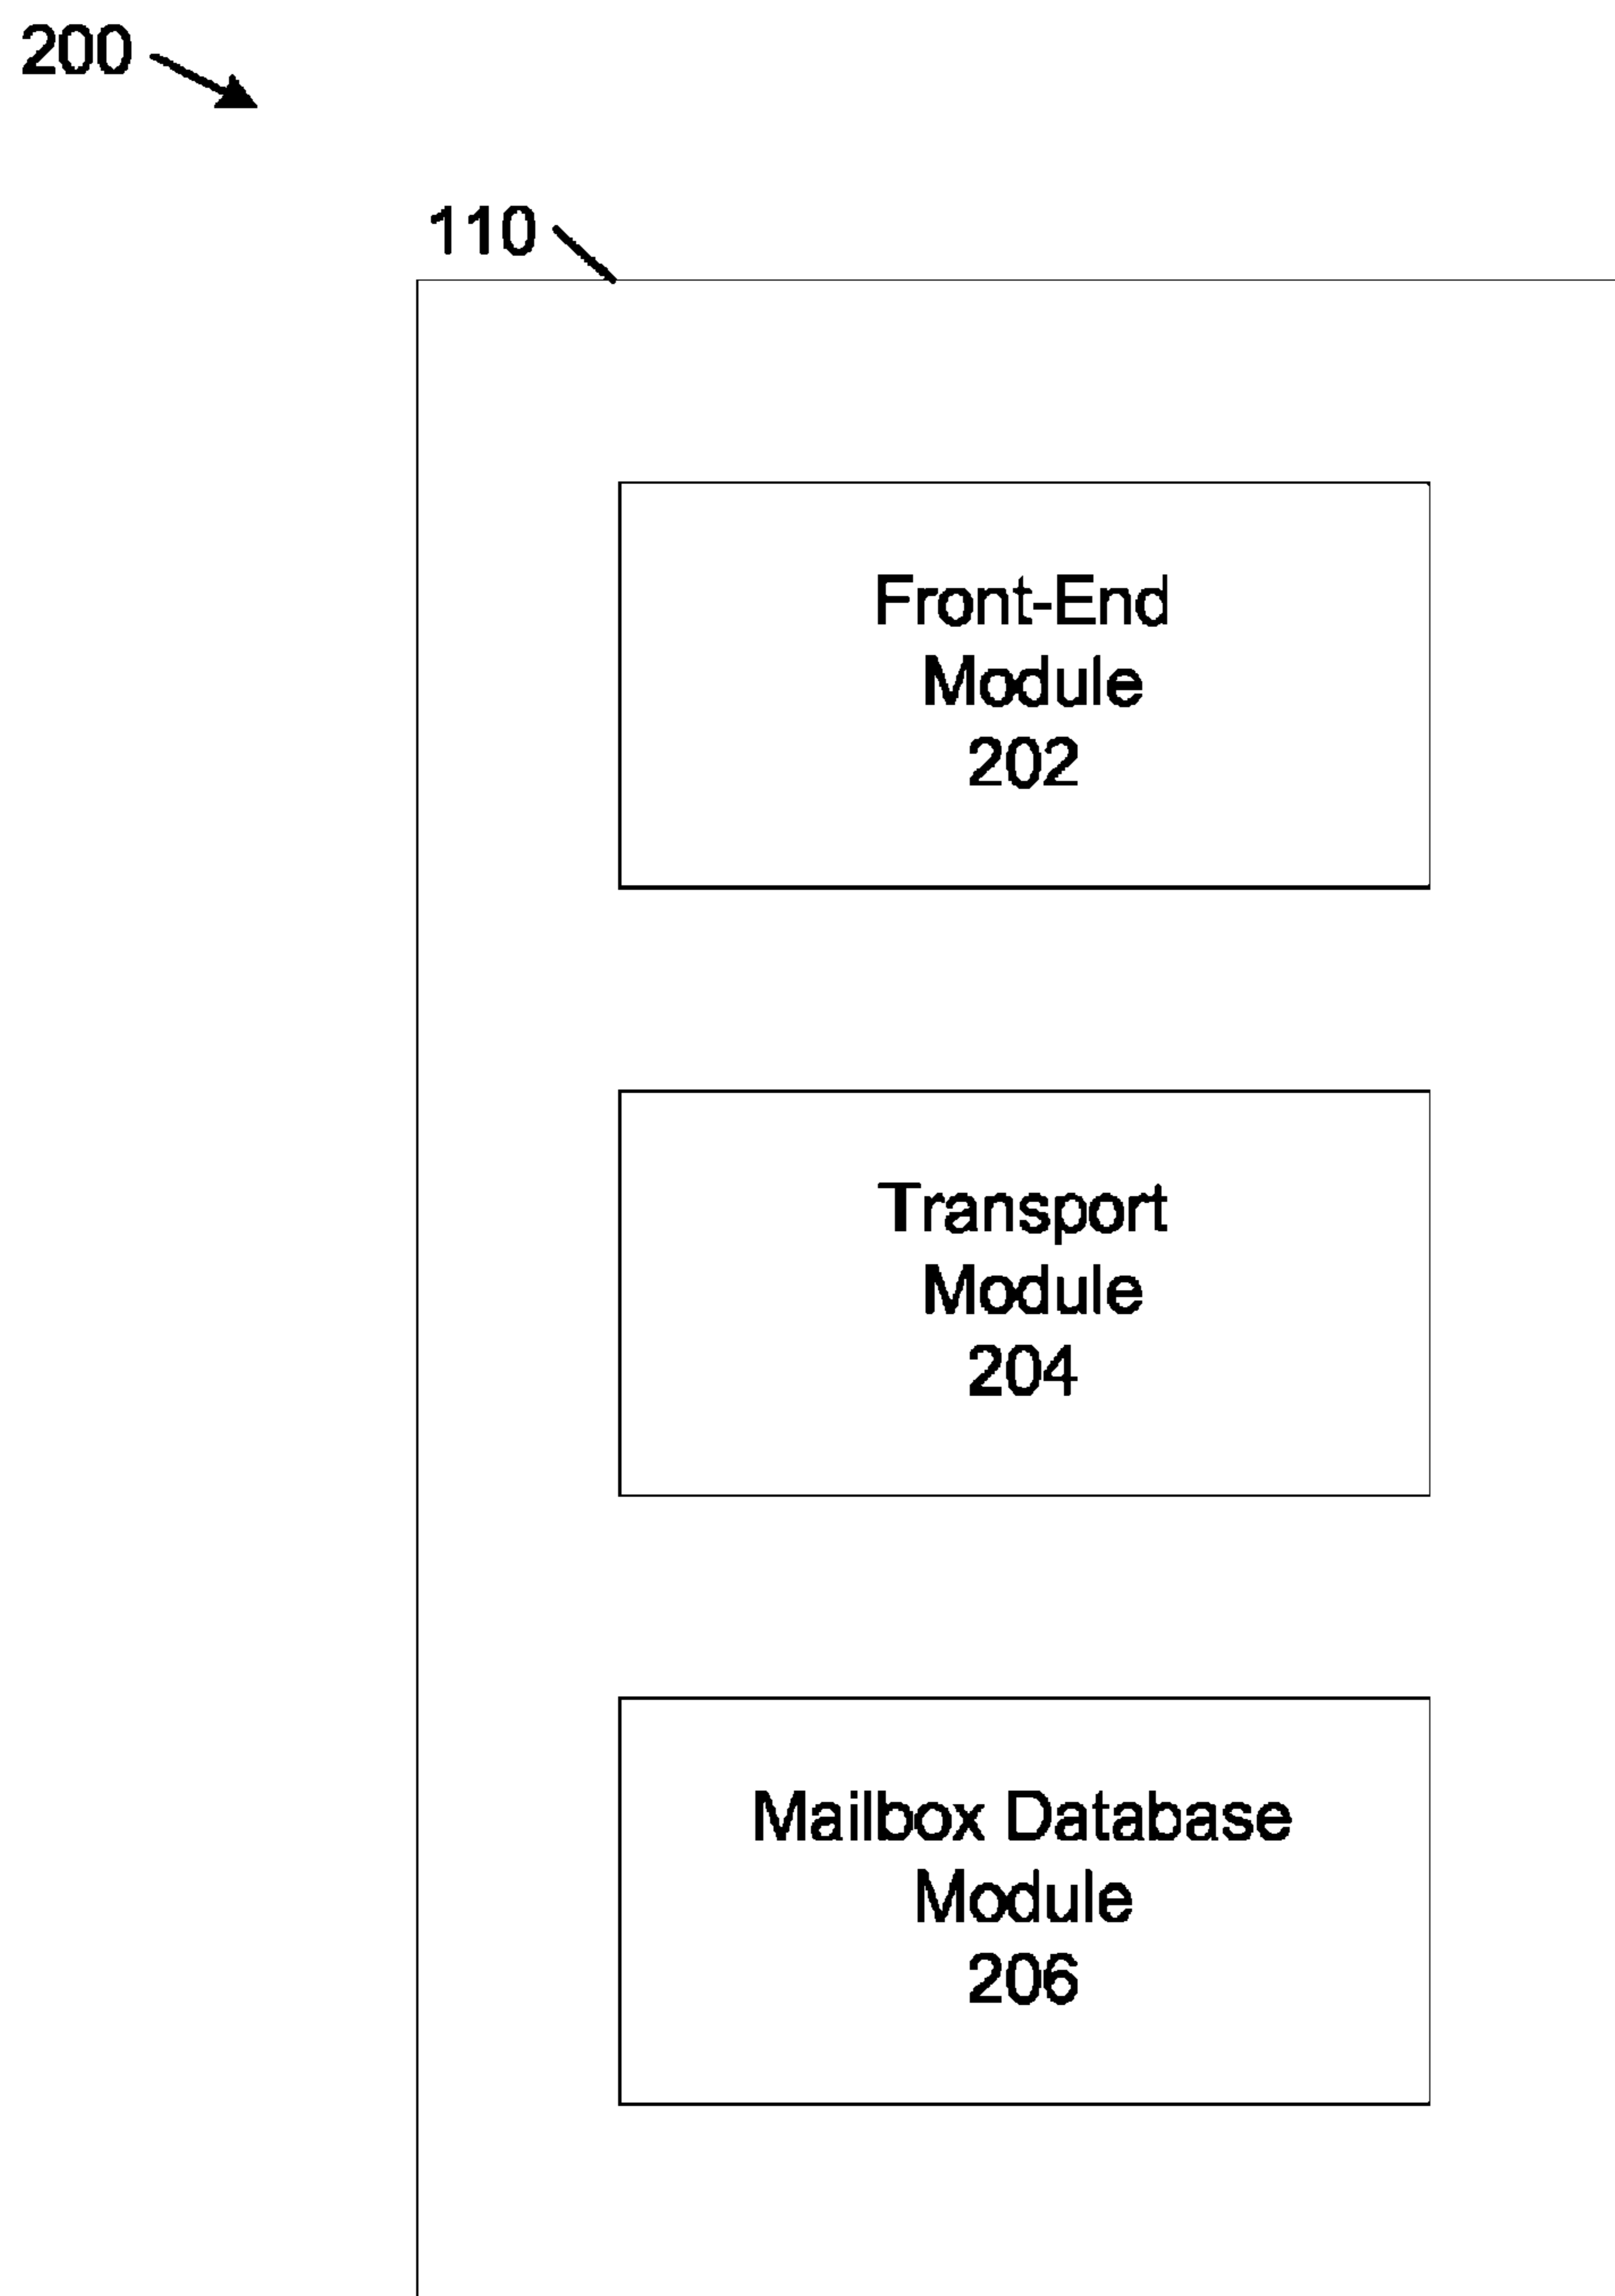 200
110
Front-End
Module
202
Transport
Module
204
Mailbox Database
Module
206